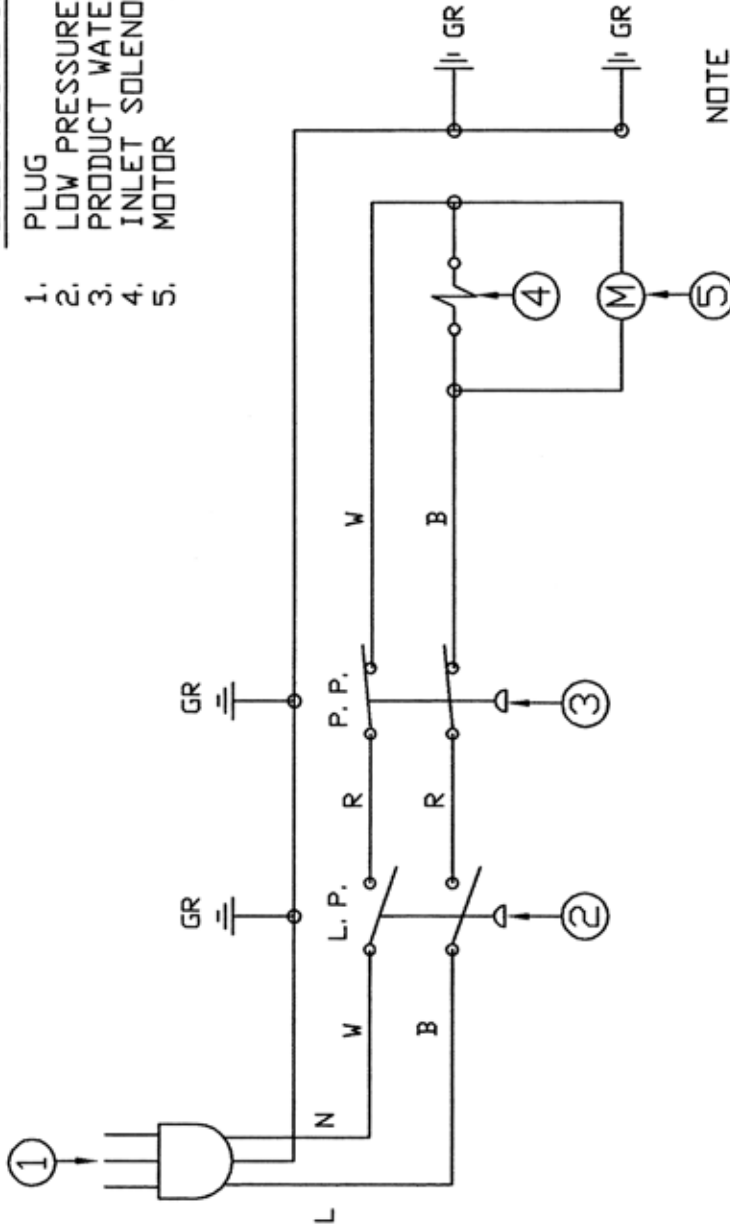 1. PLUG
2. LOW PRESSURE
3. PRODUCT WATE
4. INLET SOLENO
5. MOTOR
1
L
N
GR
GR
W
B
L.P.
2
R
R
P.P.
3
W
B
4
M
5
GR
GR
NOTE